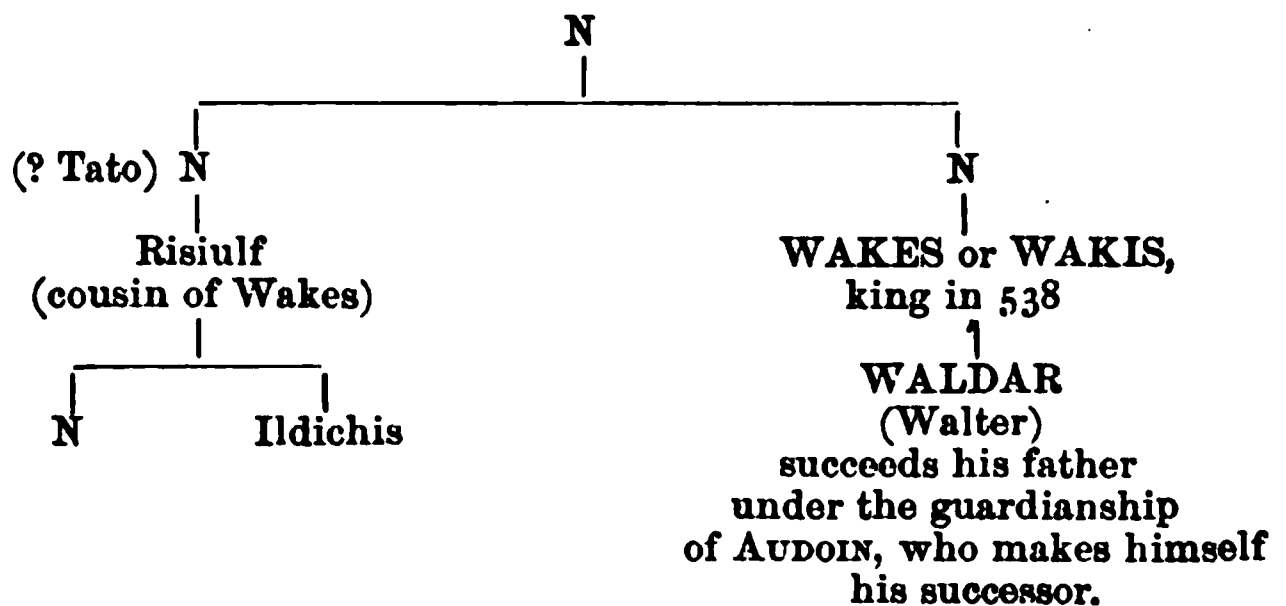 N
(? Tato) N
N
Risiulf
(cousin of Wakes)
WAKES or WAKIS,
king in 538
N
Ildichis
WALDAR
(Walter)
succeeds his father
under the guardianship
of AUDOIN, who makes himself
his successor.